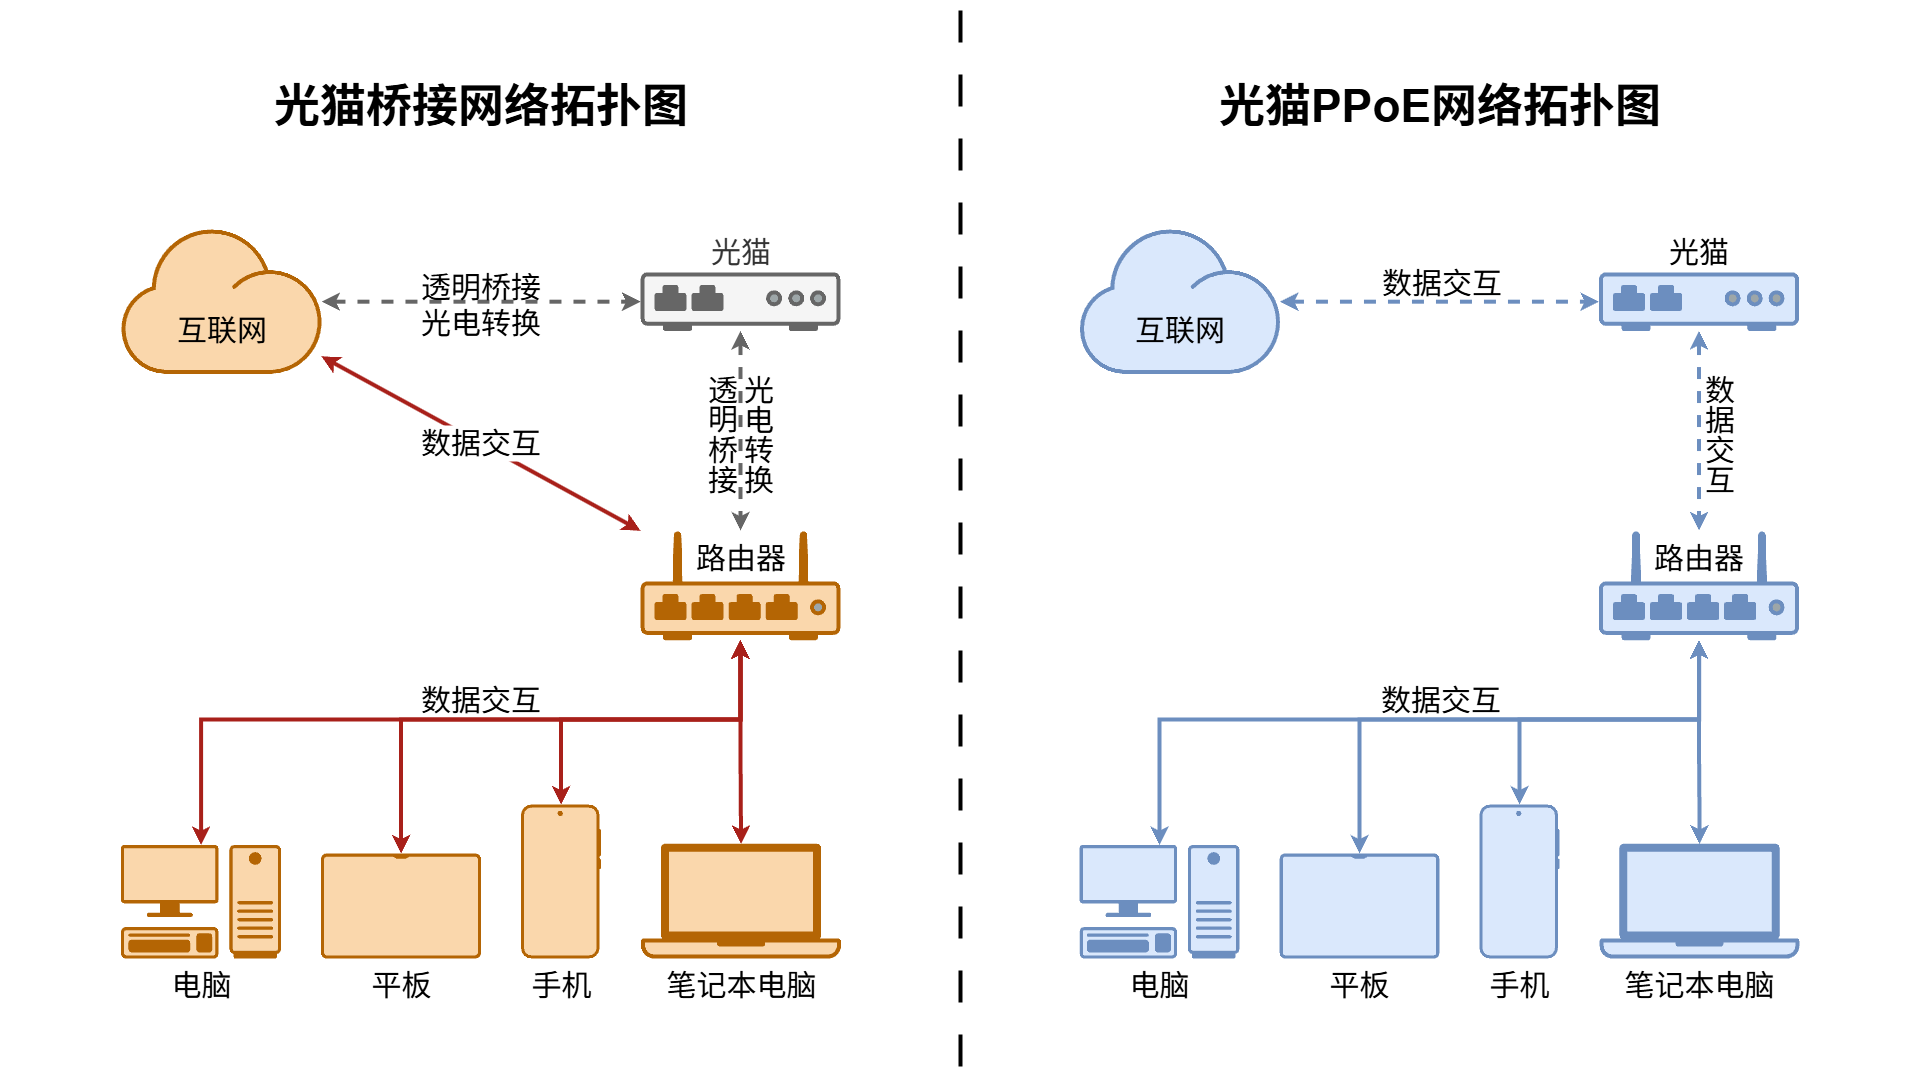 光猫桥接网络拓扑图
互联网
透明桥接
光电转换
光猫
数据交互
透明桥接
光电转换
路由器
数据交互
电脑
平板
手机
笔记本电脑
光猫PPoE网络拓扑图
互联网
数据交互
光猫
数据交互
路由器
数据交互
电脑
平板
手机
笔记本电脑